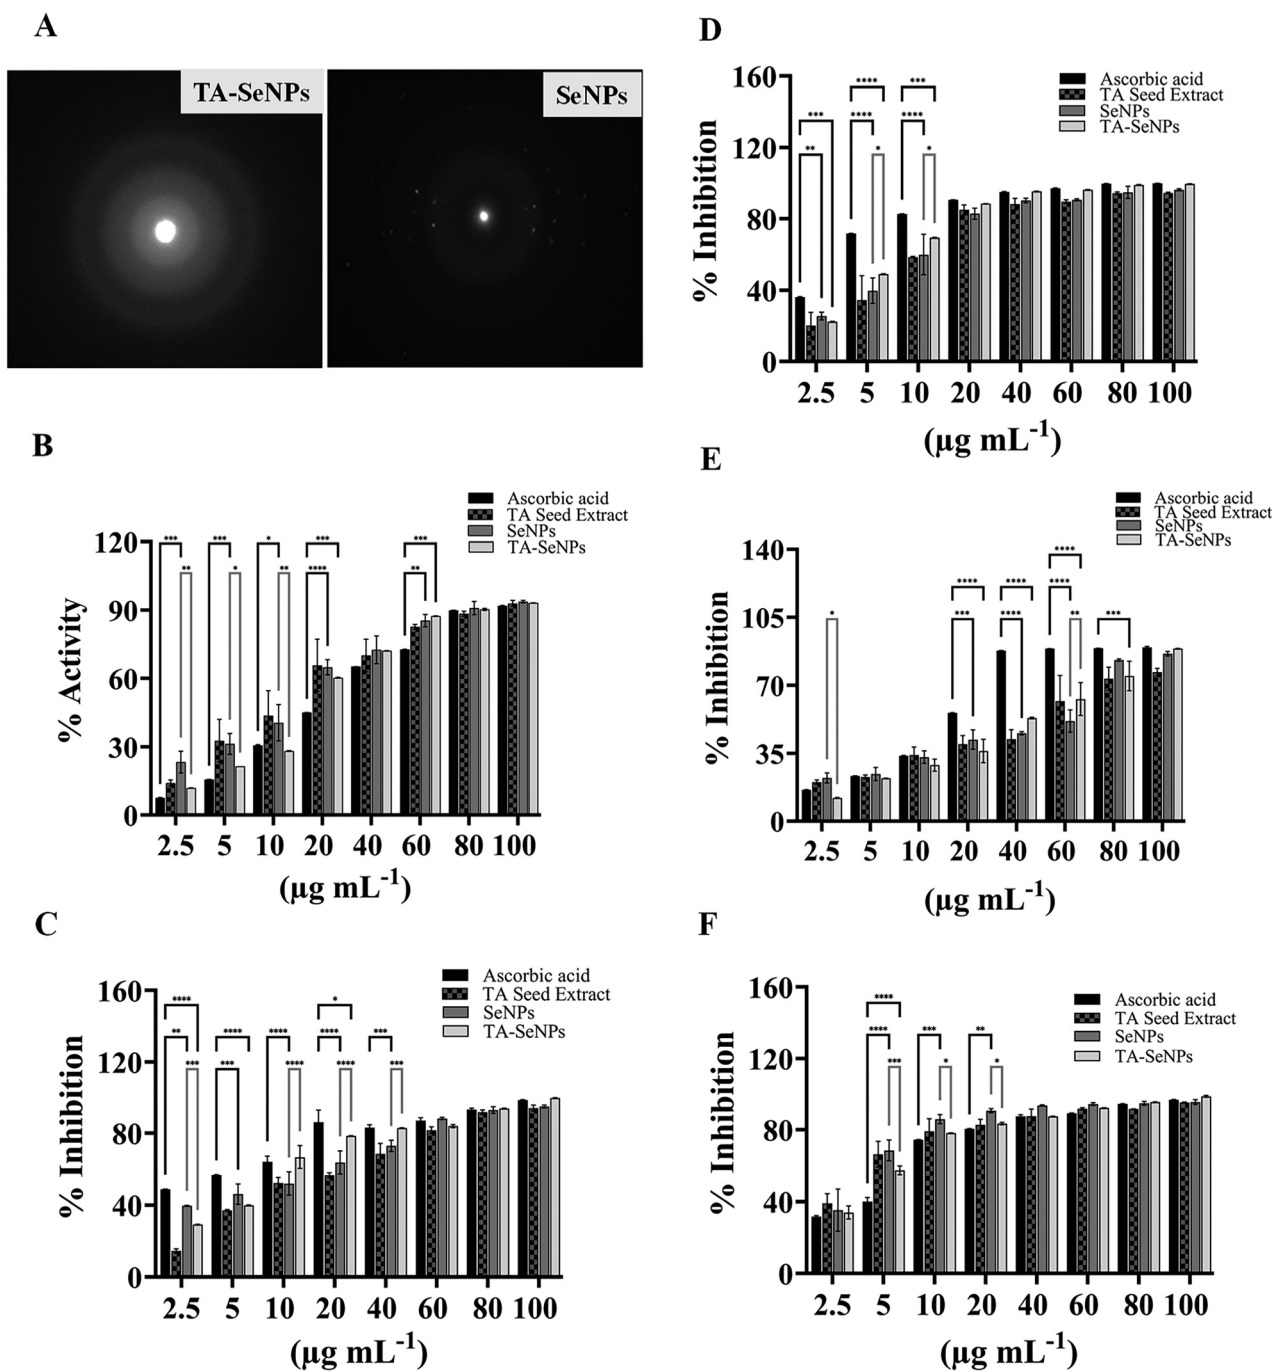 A
TA-SeNPs
SeNPs
B
Ascorbic acid
TA Seed Extract
SeNPs
TA-SeNPs
% Activity
120
90
60
30
0
*** *** * *** ***
** * ** **** **
2.5 5 10 20 40 60 80 100
(µg mL⁻¹)
C
Ascorbic acid
TA Seed Extract
SeNPs
TA-SeNPs
% Inhibition
160
120
80
40
0
**** *
** **** **** **** ***
*** *** **** **** ***
2.5 5 10 20 40 60 80 100
(µg mL⁻¹)
D
Ascorbic acid
TA Seed Extract
SeNPs
TA-SeNPs
% Inhibition
160
120
80
40
0
**** ***
*** **** ****
** * *
2.5 5 10 20 40 60 80 100
(µg mL⁻¹)
E
Ascorbic acid
TA Seed Extract
SeNPs
TA-SeNPs
% Inhibition
140
105
70
35
0
****
**** **** ****
* *** **** ** ***
2.5 5 10 20 40 60 80 100
(µg mL⁻¹)
F
Ascorbic acid
TA Seed Extract
SeNPs
TA-SeNPs
% Inhibition
160
120
80
40
0
****
**** *** **
*** * *
2.5 5 10 20 40 60 80 100
(µg mL⁻¹)